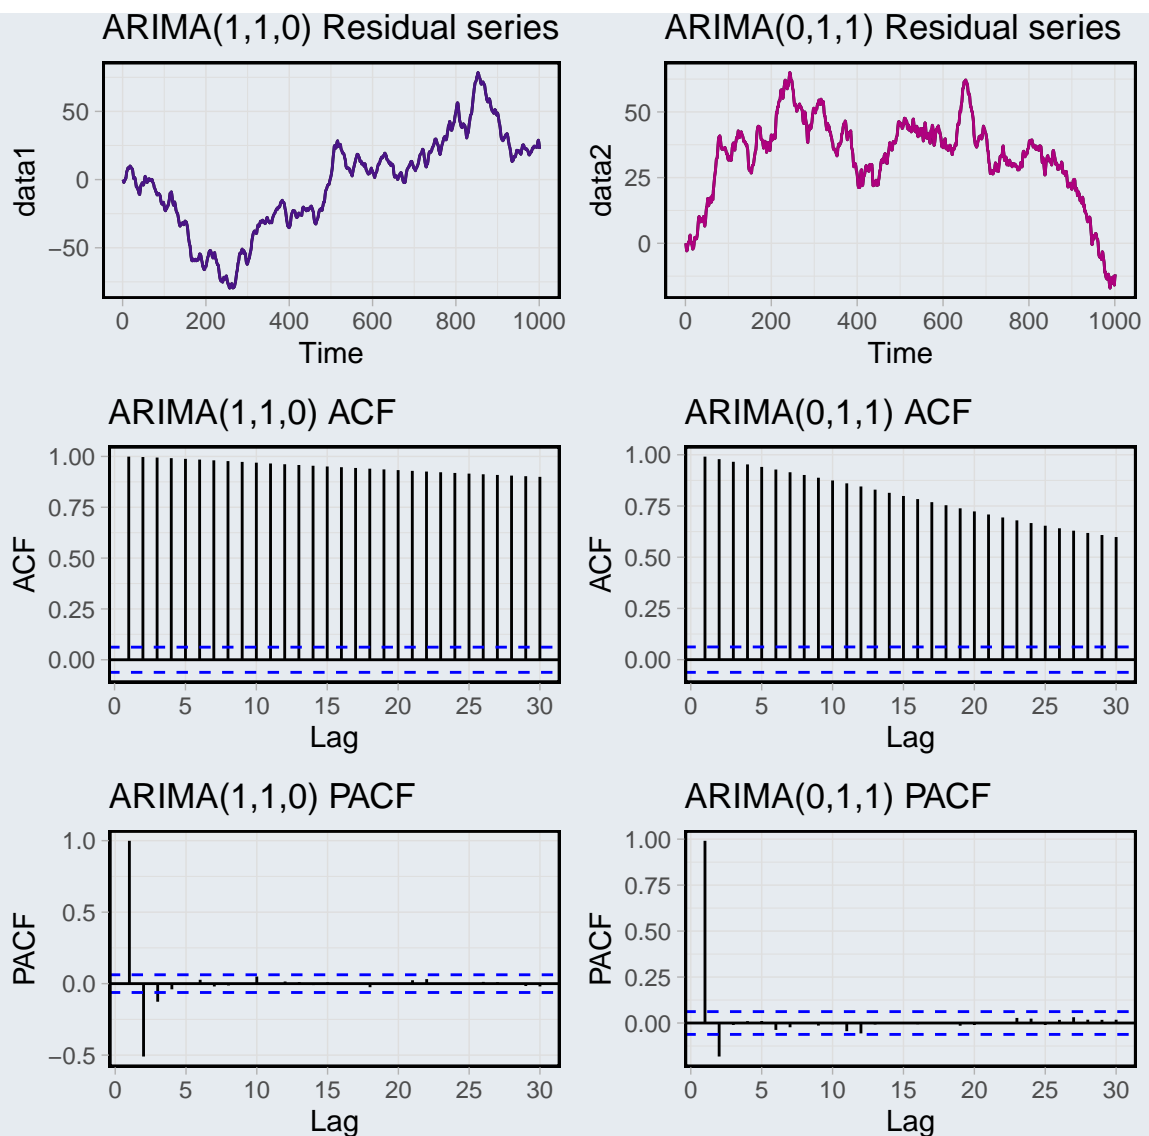 ARIMA(1,1,0) Residual series
data1
50
0
−50
0 200 400 600 800 1000
Time
ARIMA(0,1,1) Residual series
data2
50
25
0
0 200 400 600 800 1000
Time
ARIMA(1,1,0) ACF
ACF
1.00
0.75
0.50
0.25
0.00
0 5 10 15 20 25 30
Lag
ARIMA(0,1,1) ACF
ACF
1.00
0.75
0.50
0.25
0.00
0 5 10 15 20 25 30
Lag
ARIMA(1,1,0) PACF
PACF
1.0
0.5
0.0
−0.5
0 5 10 15 20 25 30
Lag
ARIMA(0,1,1) PACF
PACF
1.00
0.75
0.50
0.25
0.00
0 5 10 15 20 25 30
Lag